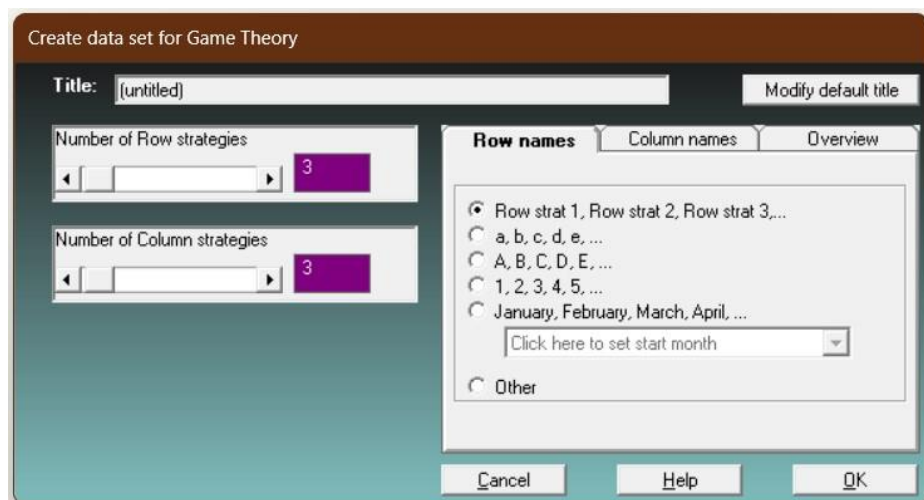 Create data set for Game Theory
Title: (untitled)
Modify default title
Number of Row strategies
3
Number of Column strategies
3
Row names Column names Overview
Row strat 1, Row strat 2, Row strat 3,...
a, b, c, d, e, ...
A, B, C, D, E, ...
1, 2, 3, 4, 5, ...
January, February, March, April, ...
Click here to set start month
Other
Cancel Help OK